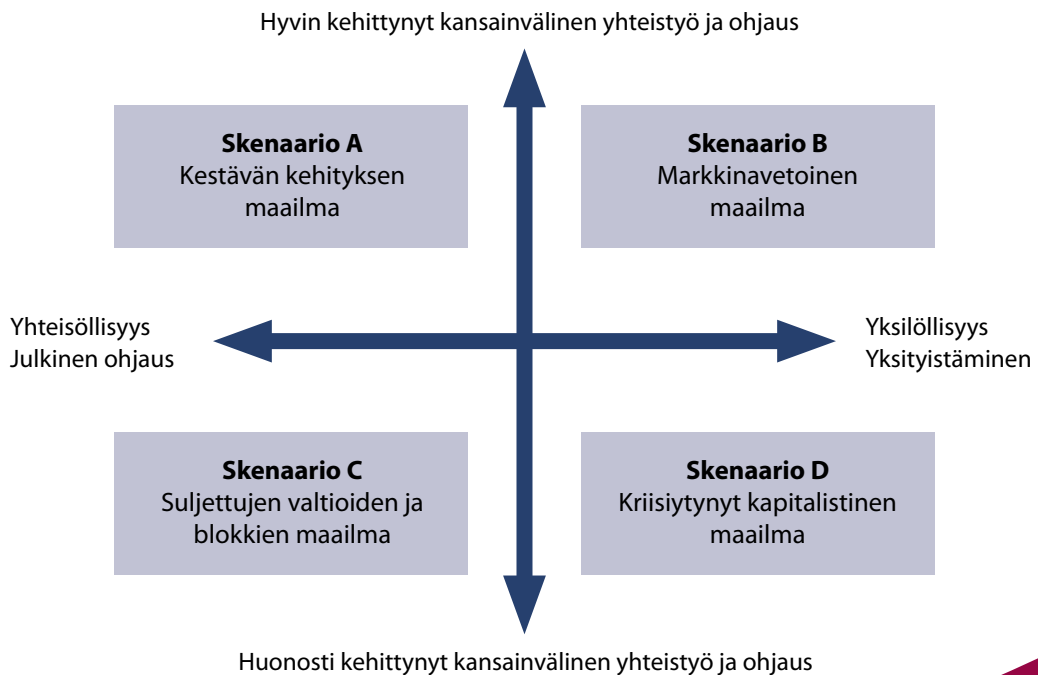 Hyvin kehittynyt kansainvälinen yhteistyö ja ohjaus
Skenaario A
Kestävän kehityksen
maailma
Skenaario B
Markkinavetoinen
maailma
Yhteisöllisyys
Julkinen ohjaus
Yksilöllisyys
Yksityistäminen
Skenaario C
Suljettujen valtioiden ja
blokkien maailma
Skenaario D
Kriisiytynyt kapitalistinen
maailma
Huonosti kehittynyt kansainvälinen yhteistyö ja ohjaus